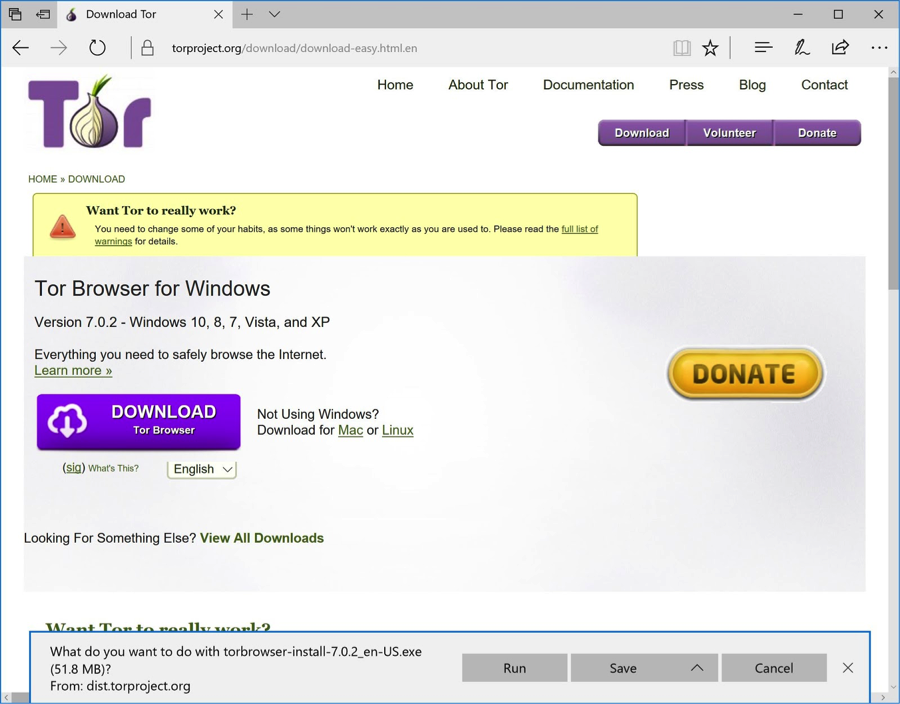 Download Tor
torproject.org/download/download-easy.html.en
Tor
Home About Tor Documentation Press Blog Contact
Download Volunteer Donate
HOME » DOWNLOAD
Want Tor to really work?
You need to change some of your habits, as some things won't work exactly as you are used to. Please read the full list of
warnings for details.
Tor Browser for Windows
Version 7.0.2 - Windows 10, 8, 7, Vista, and XP
Everything you need to safely browse the Internet.
Learn more »
DONATE
DOWNLOAD
Tor Browser
Not Using Windows?
Download for Mac or Linux
(sig) What's This?
English
Looking For Something Else? View All Downloads
Want Tor to really work?
What do you want to do with torbrowser-install-7.0.2_en-US.exe
(51.8 MB)?
From: dist.torproject.org
Run Save Cancel